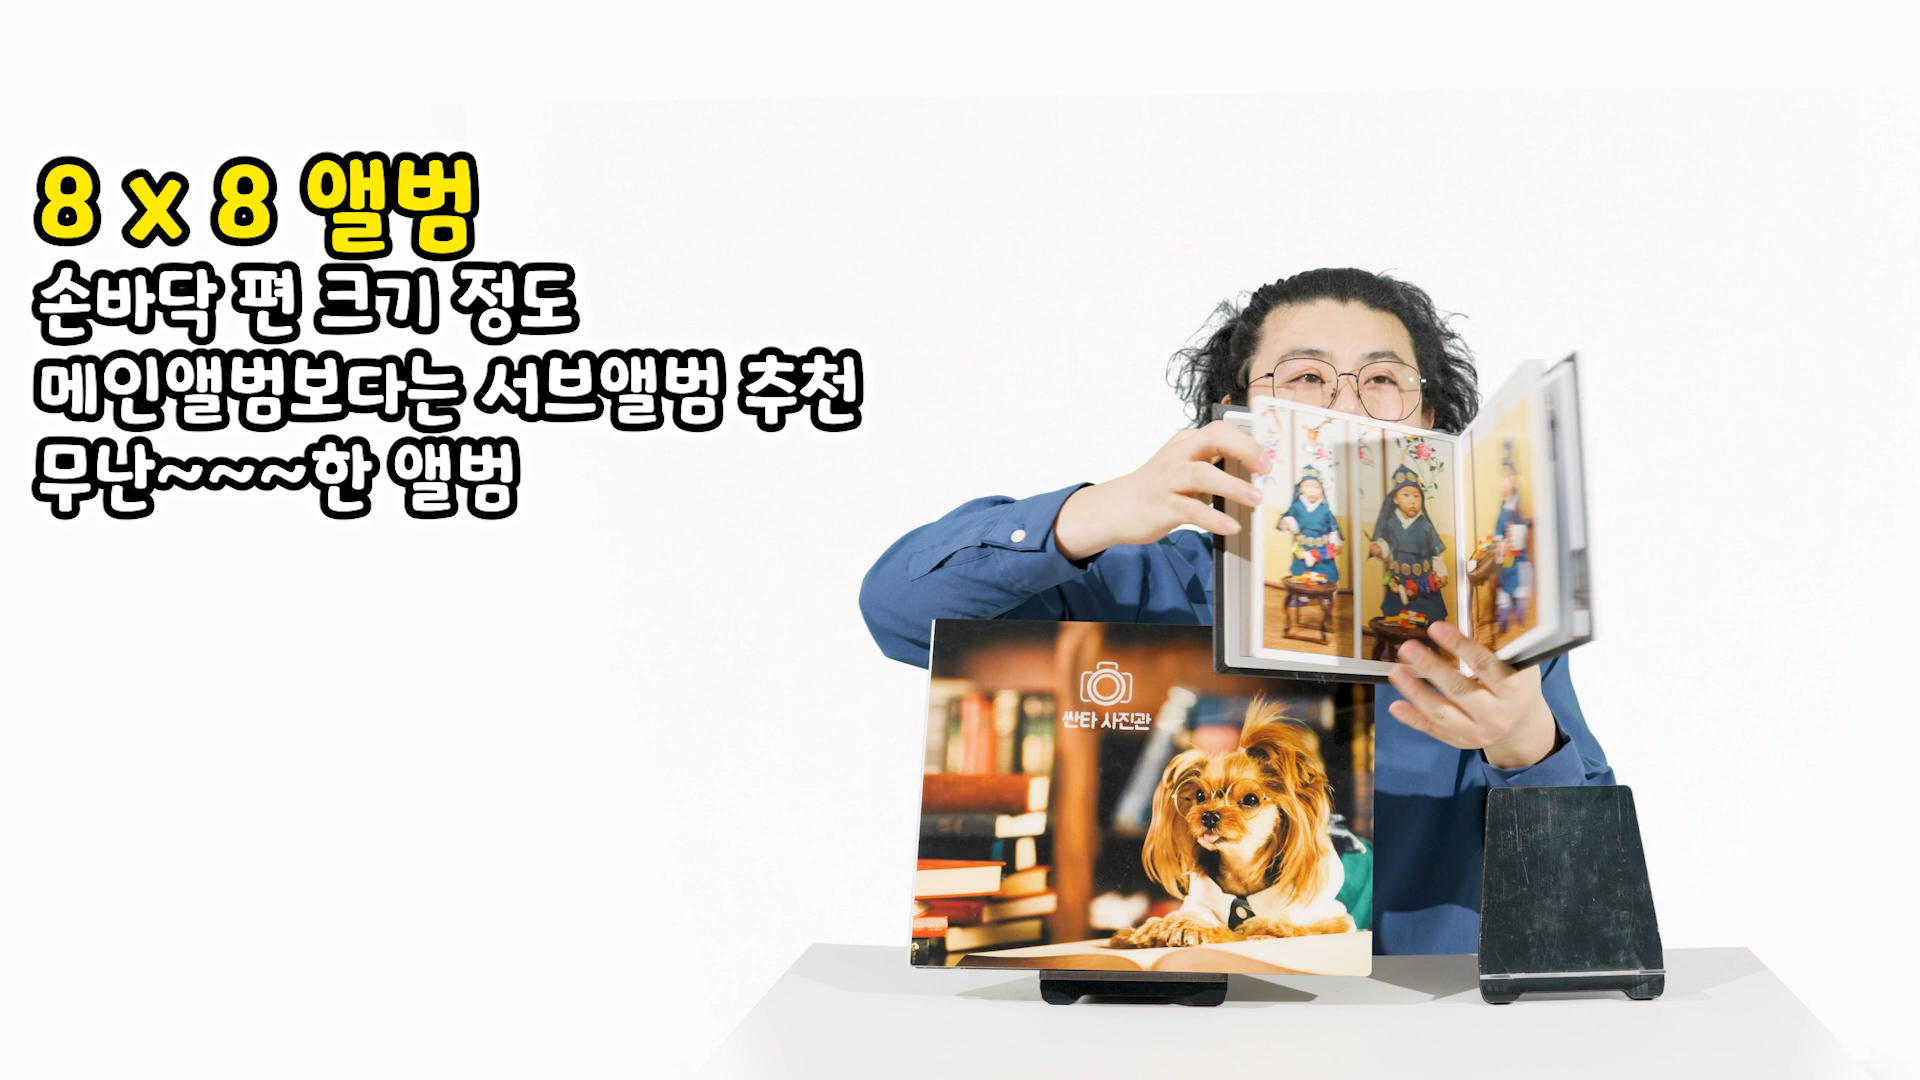 8 x 8 앨범
손바닥 편 크기 정도
메인앨범보다는 서브앨범 추천
무난~~~한 앨범
싼타 사진관